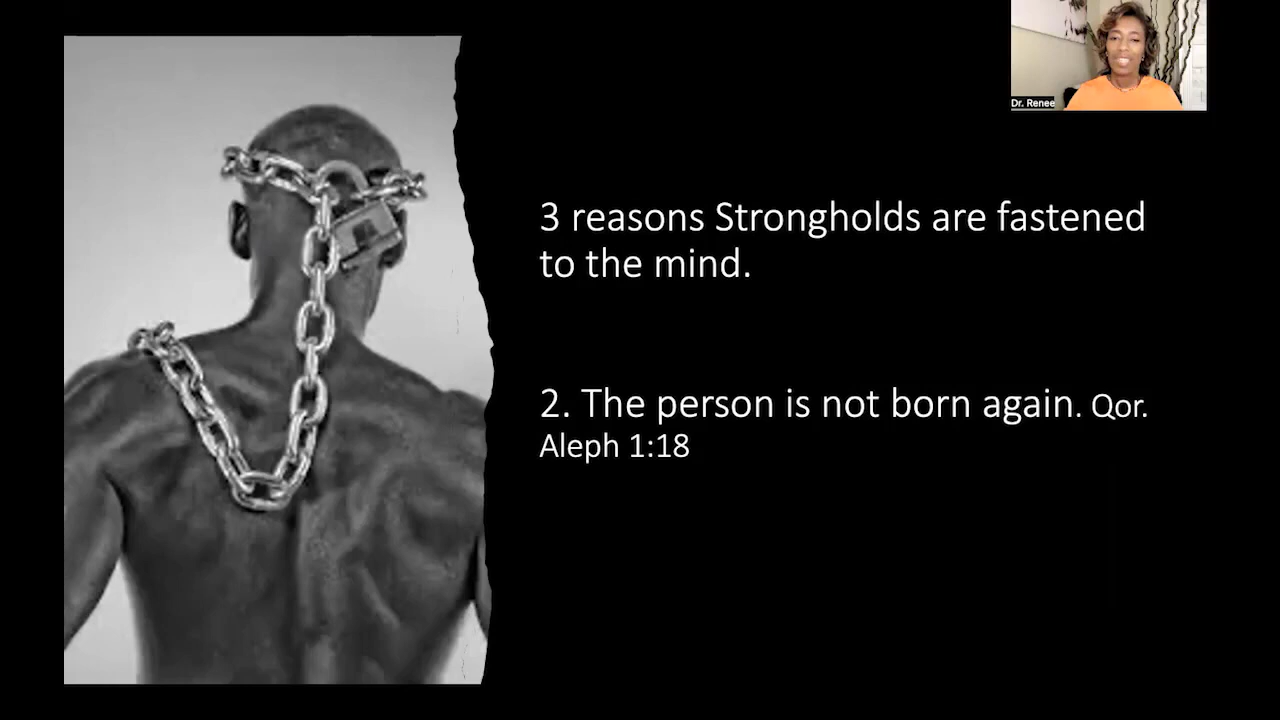 Dr. Renee
3 reasons Strongholds are fastened
to the mind.
2. The person is not born again. Qor.
Aleph 1:18